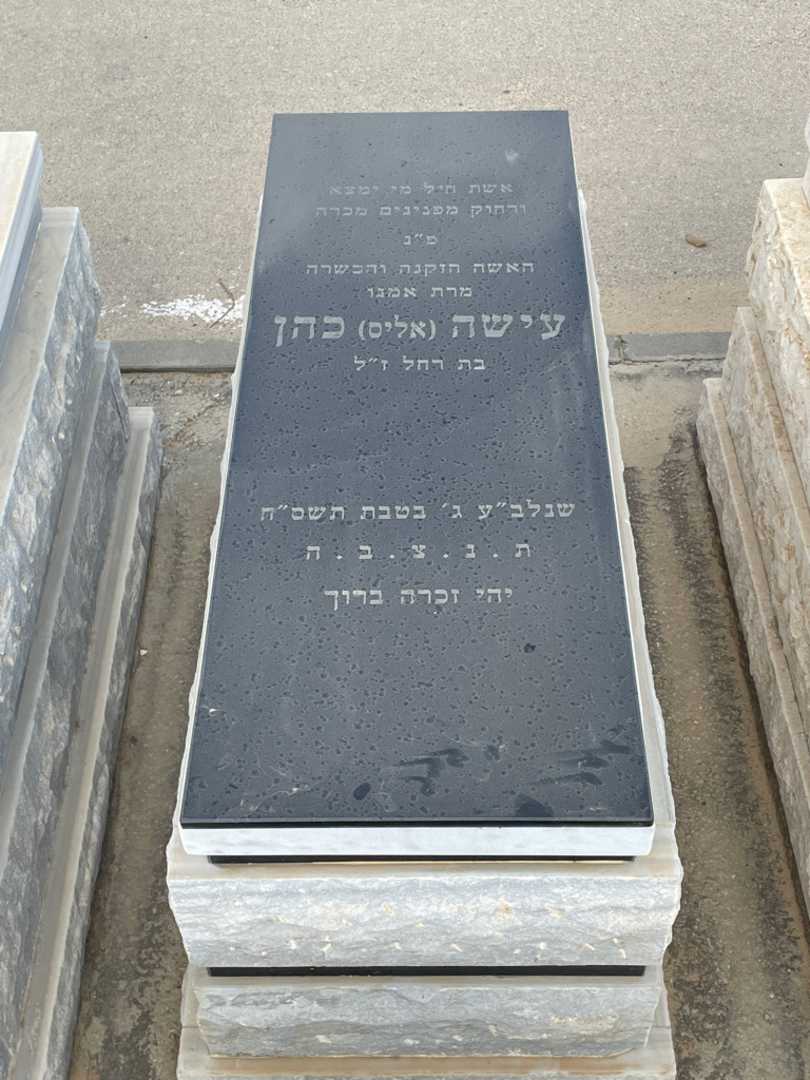 אשת חיל מי ימצא
ורחוק מפנינים מכרה
פ״נ
האשה הזקנה והכשרה
מרת אמנו
עישה (אליס) כהן
בת רחל ז״ל
שנלב״ע ג׳ בטבת תשס״ח
ת . נ . צ . ב . ה
יהי זכרה ברוך